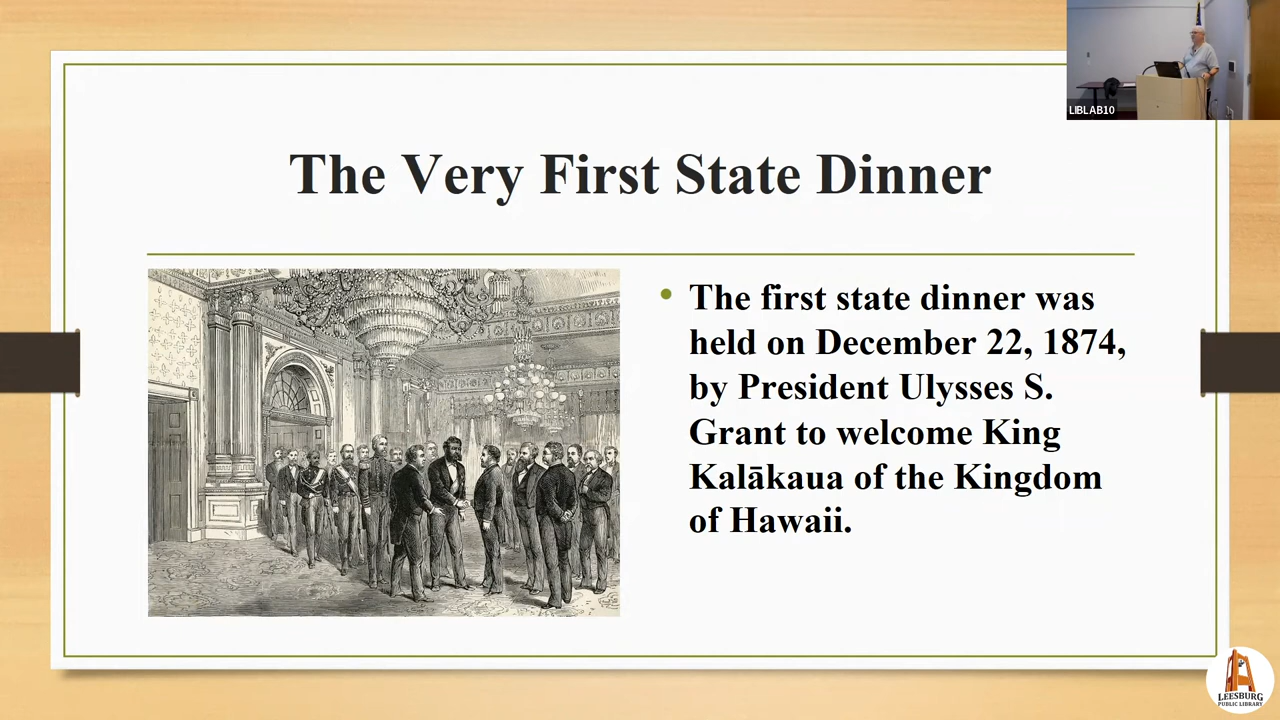 LIBLAB10
The Very First State Dinner
• The first state dinner was
held on December 22, 1874,
by President Ulysses S.
Grant to welcome King
Kalākaua of the Kingdom
of Hawaii.
LEESBURG
PUBLIC LIBRARY